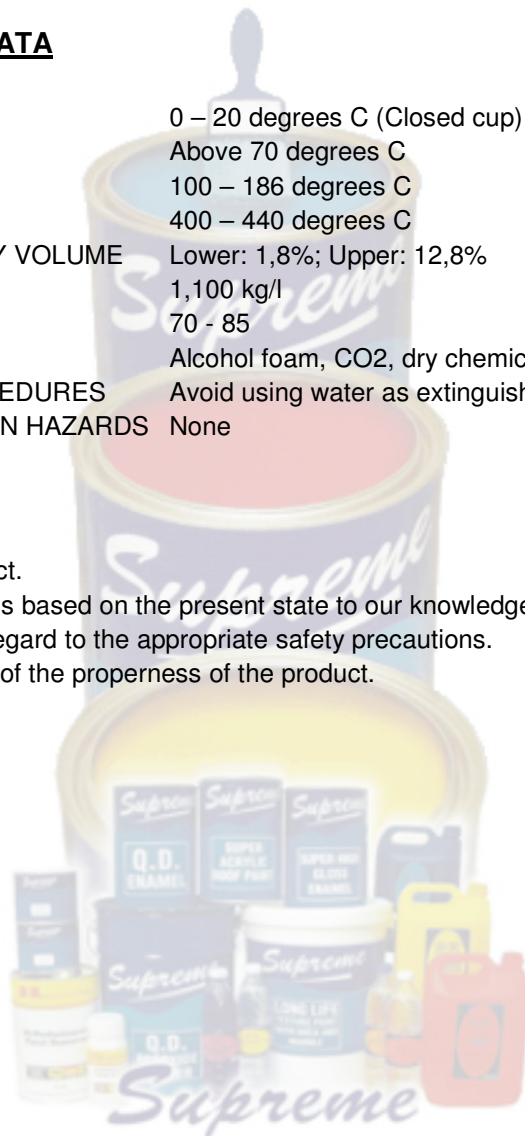 ATA
0 – 20 degrees C (Closed cup)
Above 70 degrees C
100 – 186 degrees C
400 – 440 degrees C
Y VOLUME Lower: 1,8%; Upper: 12,8%
1,100 kg/l
70 - 85
Alcohol foam, CO2, dry chemic
EDURES Avoid using water as extinguish
N HAZARDS None
ct.
s based on the present state to our knowledge
egard to the appropriate safety precautions.
of the properness of the product.
Supreme
Supreme
Supreme Supreme Supreme
Q.D. ENAMEL
SUPER ACRYLIC ROOF PAINT
SUPER HIGH GLOSS ENAMEL
Supreme Supreme
LONG LIFE
Q.D.
Supreme